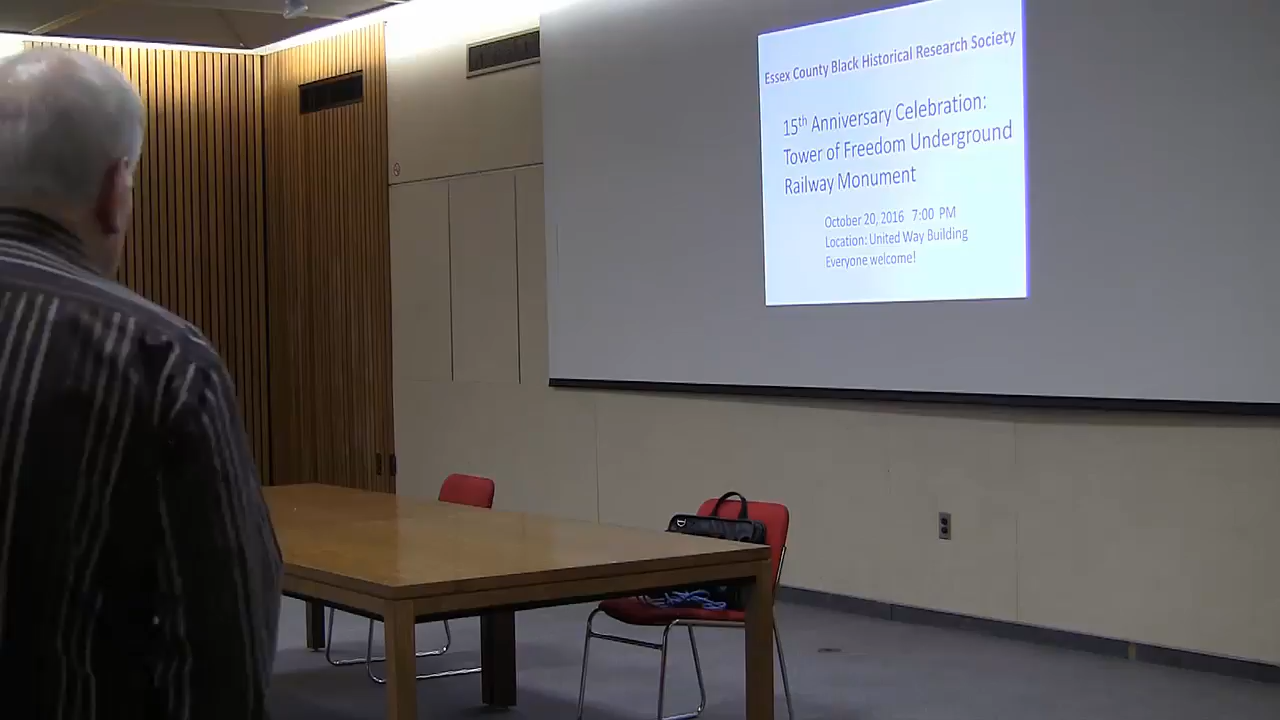 Essex County Black Historical Research Society
15th Anniversary Celebration:
Tower of Freedom Underground
Railway Monument
October 20, 2016 7:00 PM
Location: United Way Building
Everyone welcome!